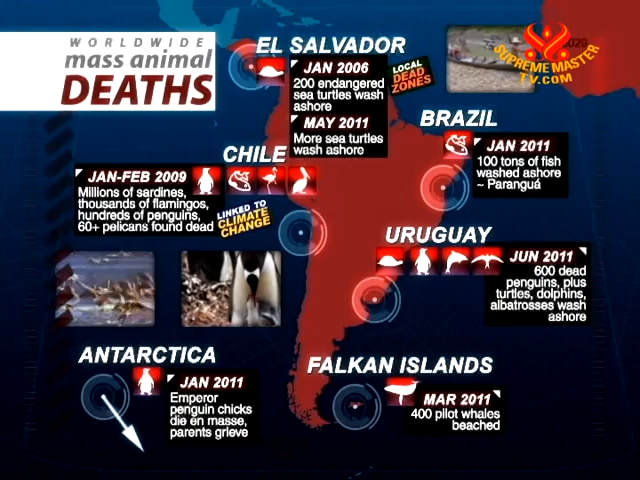 WORLDWIDE
mass animal
DEATHS
SUPREME MASTER
TV.COM
EL SALVADOR
JAN 2006
200 endangered
sea turtles wash
ashore
MAY 2011
More sea turtles
wash ashore
LOCAL
DEAD
ZONES
BRAZIL
JAN 2011
100 tons of fish
washed ashore
~ Paranguá
CHILE
JAN-FEB 2009
Millions of sardines,
thousands of flamingos,
hundreds of penguins,
60+ pelicans found dead
LINKED TO
CLIMATE
CHANGE
URUGUAY
JUN 2011
600 dead
penguins, plus
turtles, dolphins,
albatrosses wash
ashore
ANTARCTICA
JAN 2011
Emperor
penguin chicks
die en masse,
parents grieve
FALKAN ISLANDS
MAR 2011
400 pilot whales
beached